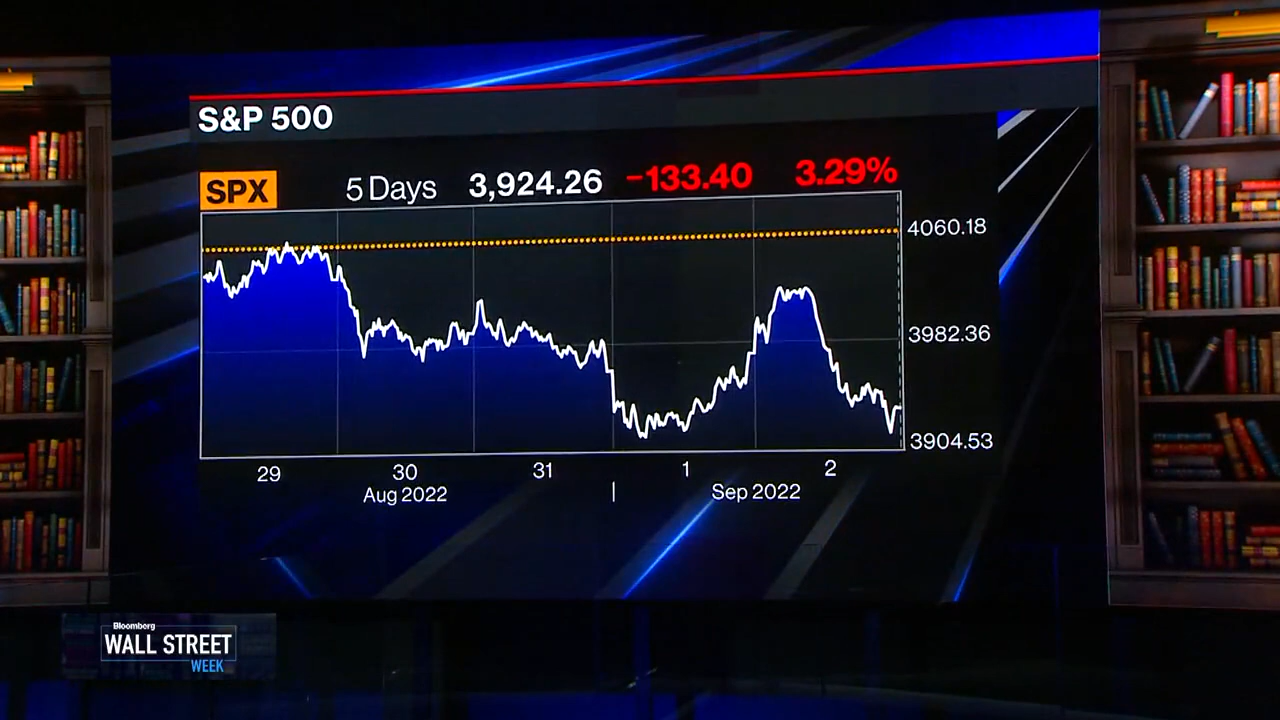 S&P 500
SPX 5 Days 3,924.26 −133.40 3.29%
4060.18
3982.36
3904.53
29 30 31 1 2
Aug 2022 | Sep 2022
Bloomberg
WALL STREET
WEEK